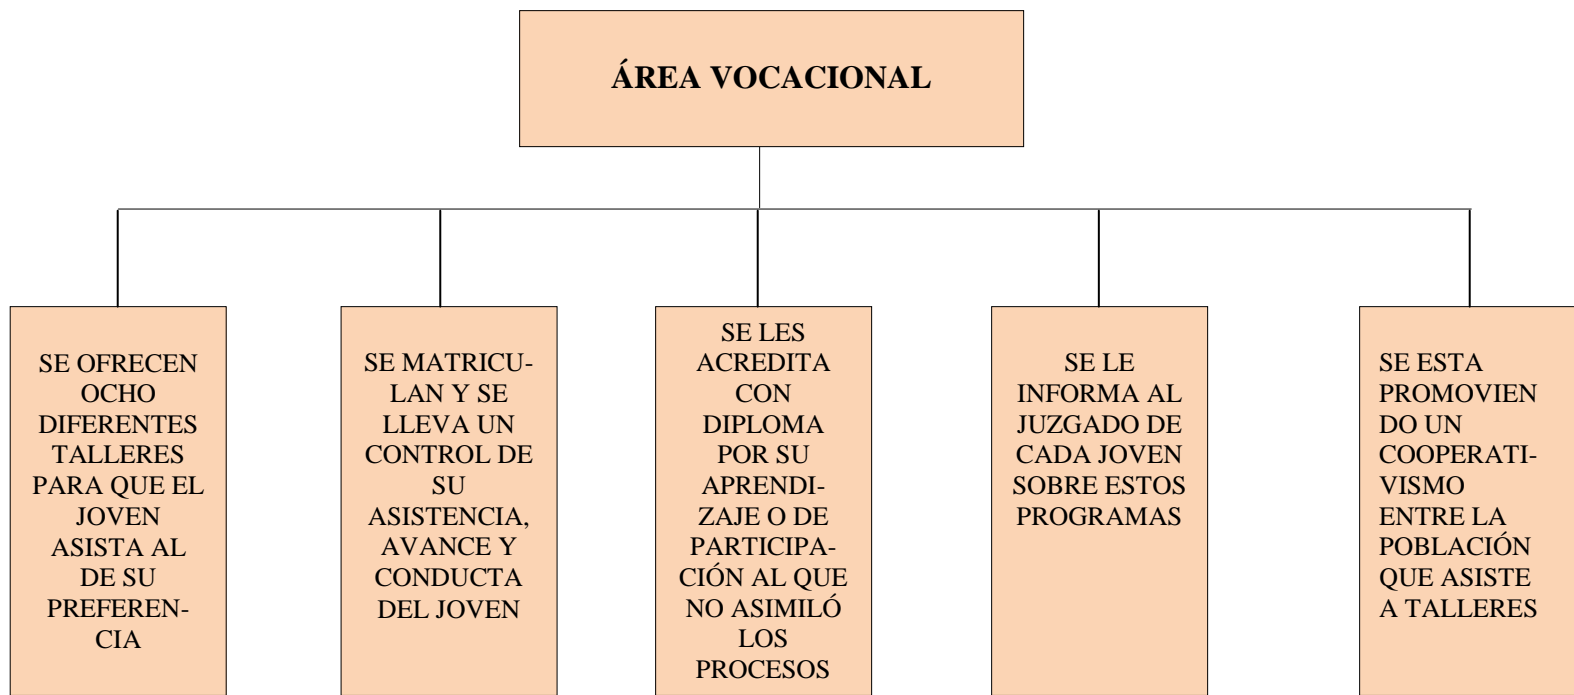 ÁREA VOCACIONAL
SE OFRECEN
OCHO
DIFERENTES
TALLERES
PARA QUE EL
JOVEN
ASISTA AL
DE SU
PREFEREN-
CIA
SE MATRICU-
LAN Y SE
LLEVA UN
CONTROL DE
SU
ASISTENCIA,
AVANCE Y
CONDUCTA
DEL JOVEN
SE LES
ACREDITA
CON
DIPLOMA
POR SU
APRENDI-
ZAJE O DE
PARTICIPA-
CIÓN AL QUE
NO ASIMILÓ
LOS
PROCESOS
SE LE
INFORMA AL
JUZGADO DE
CADA JOVEN
SOBRE ESTOS
PROGRAMAS
SE ESTA
PROMOVIEN
DO UN
COOPERATI-
VISMO
ENTRE LA
POBLACIÓN
QUE ASISTE
A TALLERES